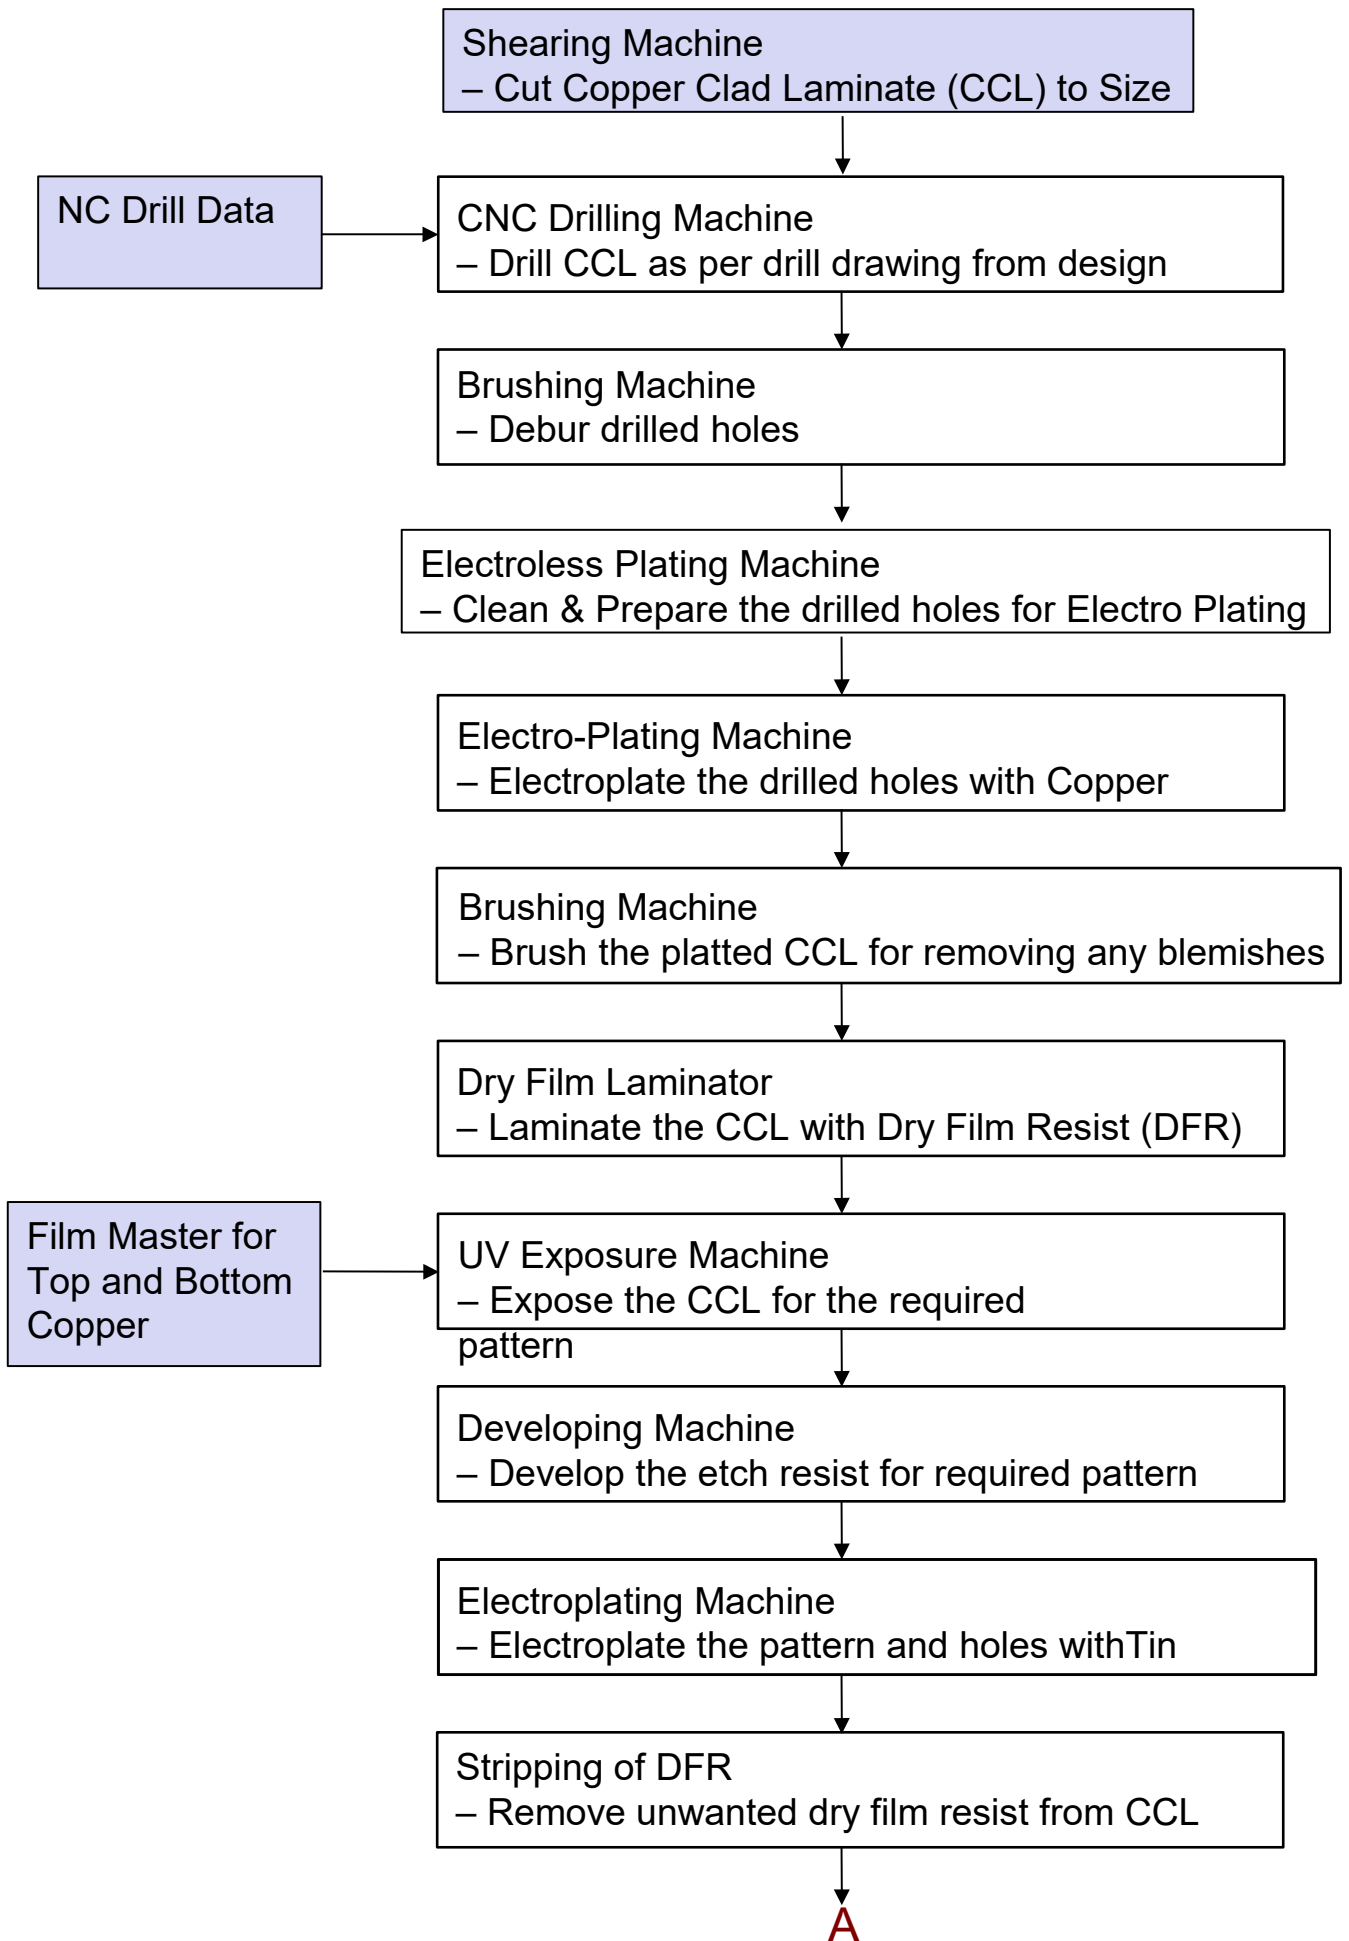 Shearing Machine
– Cut Copper Clad Laminate (CCL) to Size
NC Drill Data
CNC Drilling Machine
– Drill CCL as per drill drawing from design
Brushing Machine
– Debur drilled holes
Electroless Plating Machine
– Clean & Prepare the drilled holes for Electro Plating
Electro-Plating Machine
– Electroplate the drilled holes with Copper
Brushing Machine
– Brush the platted CCL for removing any blemishes
Dry Film Laminator
– Laminate the CCL with Dry Film Resist (DFR)
Film Master for
Top and Bottom
Copper
UV Exposure Machine
– Expose the CCL for the required
pattern
Developing Machine
– Develop the etch resist for required pattern
Electroplating Machine
– Electroplate the pattern and holes withTin
Stripping of DFR
– Remove unwanted dry film resist from CCL
A